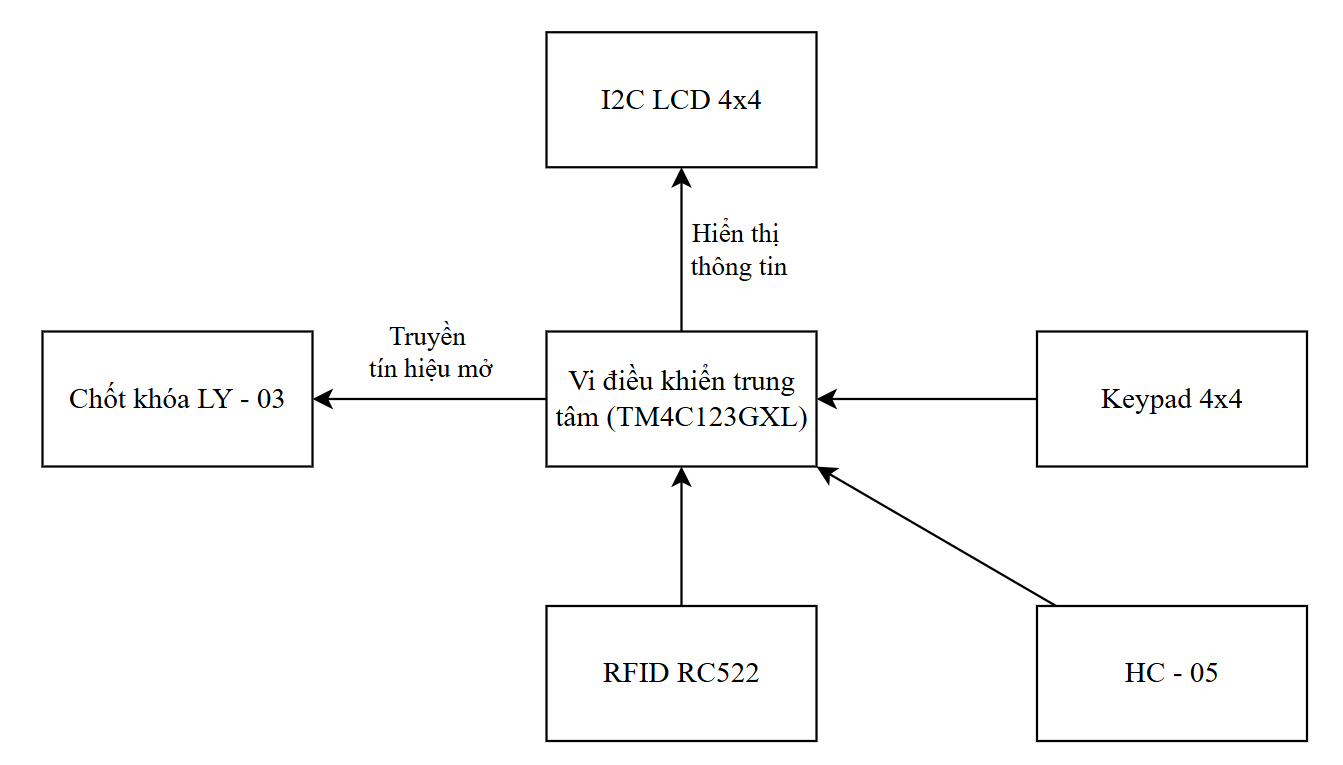 I2C LCD 4x4
Hiển thị
thông tin
Truyền
tín hiệu mở
Chốt khóa LY - 03
Vi điều khiển trung
tâm (TM4C123GXL)
Keypad 4x4
RFID RC522
HC - 05